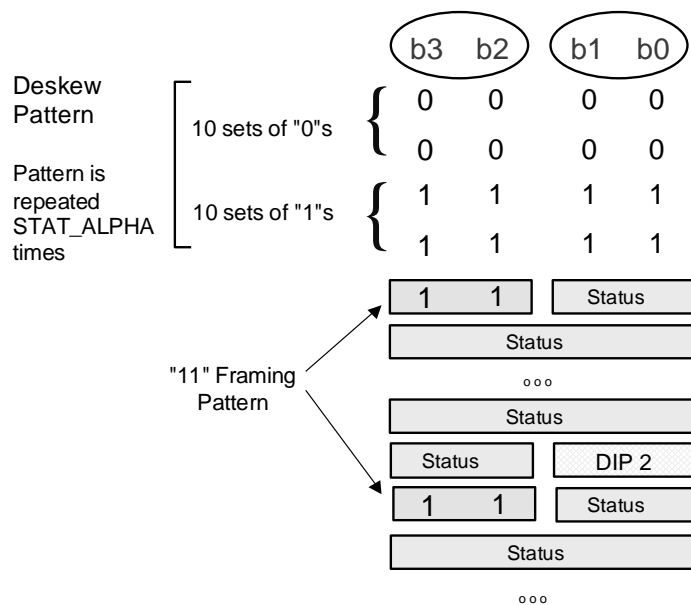 b3 b2 b1 b0
Deskew
Pattern
10 sets of "0"s { 0 0 0 0
0 0 0 0
Pattern is
repeated
STAT_ALPHA
times
10 sets of "1"s { 1 1 1 1
1 1 1 1
1 1 Status
Status
ooo
"11" Framing
Pattern
Status
Status DIP 2
1 1 Status
Status
ooo